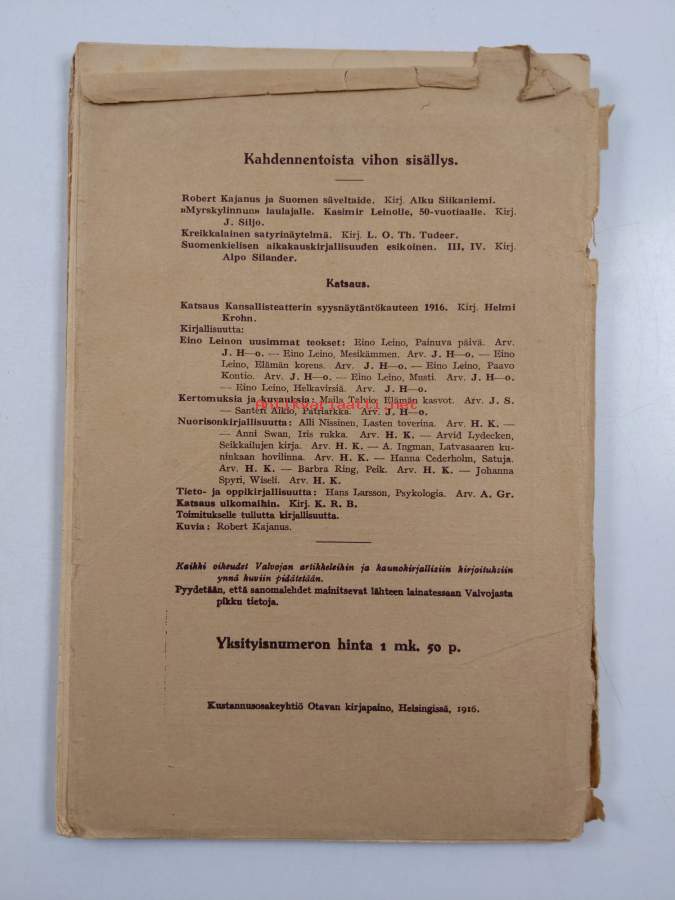 Kahdennentoista vihon sisällys.
Robert Kajanus ja Suomen säveltaide. Kirj. Alku Siikaniemi.
»Myrskylinnun» laulajalle. Kasimir Leinolle, 50-vuotiaalle. Kirj.
J. Siljo.
Kreikkalainen satyrinäytelmä. Kirj. L. O. Th. Tudeer.
Suomenkielisen aikakauskirjallisuuden esikoinen. III, IV. Kirj.
Alpo Silander.
Katsaus.
Katsaus Kansallisteatterin syysnäytäntökauteen 1916. Kirj. Helmi
Krohn.
Kirjallisuutta:
Eino Leinon uusimmat teokset: Eino Leino, Painuva päivä. Arv.
J. H—o. — Eino Leino, Mesikämmen. Arv. J. H—o. — Eino
Leino, Elämän koreus. Arv. J. H—o. — Eino Leino, Paavo
Kontio. Arv. J. H—o. — Eino Leino, Musti. Arv. J. H—o.
— Eino Leino, Helkavirsiä. Arv. J. H—o.
Kertomuksia ja kuvauksia: Maila Talvio, Elämän kasvot. Arv. J. S.
antikvariaatti.net
— Santeri Alkio, Patriarkka. Arv. J. H—o.
Nuorisonkirjallisuutta: Alli Nissinen, Lasten toverina. Arv. H. K. —
— Anni Swan, Iris rukka. Arv. H. K. — Arvid Lydecken,
Seikkailujen kirja. Arv. H. K. — A. Ingman, Latvasaaren ku-
ninkaan hovilinna. Arv. H. K. — Hanna Cederholm, Satuja.
Arv. H. K. — Barbra Ring, Peik. Arv. H. K. — Johanna
Spyri, Wiseli. Arv. H. K.
Tieto- ja oppikirjallisuutta: Hans Larsson, Psykologia. Arv. A. Gr.
Katsaus ulkomaihin. Kirj. K. R. B.
Toimitukselle tullutta kirjallisuutta.
Kuvia: Robert Kajanus.
Kaikki oikeudet Valvojan artikkeleihin ja kaunokirjallisiin kirjoituksiin
ynnä kuviin pidätetään.
Pyydetään, että sanomalehdet mainitsevat lähteen lainatessaan Valvojasta
pikku tietoja.
Yksityisnumeron hinta 1 mk. 50 p.
Kustannusosakeyhtiö Otavan kirjapaino, Helsingissä, 1916.